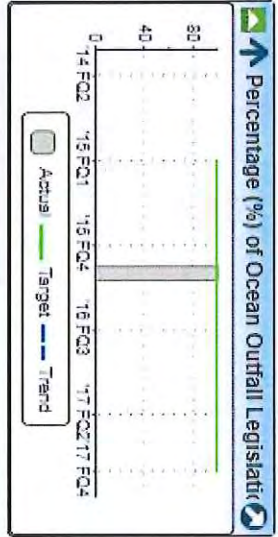 Percentage (%) of Ocean Outfall Legislatic
80
40
0
'14 FQ2 '15 FQ1 '15 FQ4 '16 FQ3 '17 FQ2 '17 FQ4
Actual Target Trend